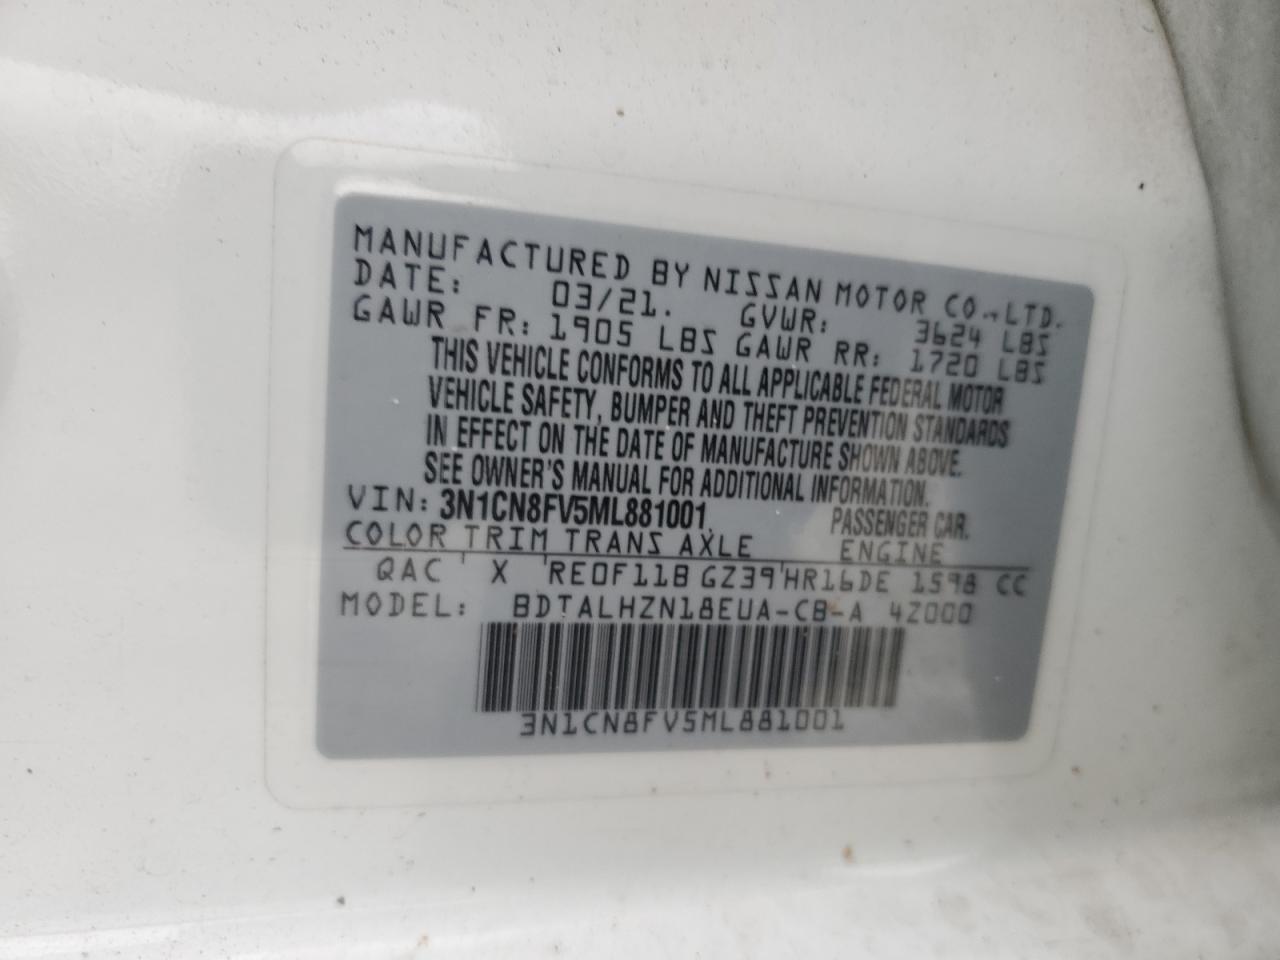 MANUFACTURED BY NISSAN MOTOR CO.,LTD.
DATE: 03/21. GVWR: 3624 LBS
GAWR FR: 1905 LBS GAWR RR: 1720 LBS
THIS VEHICLE CONFORMS TO ALL APPLICABLE FEDERAL MOTOR
VEHICLE SAFETY, BUMPER AND THEFT PREVENTION STANDARDS
IN EFFECT ON THE DATE OF MANUFACTURE SHOWN ABOVE.
SEE OWNER'S MANUAL FOR ADDITIONAL INFORMATION.
VIN: 3N1CN8FV5ML881001, PASSENGER CAR.
COLOR TRIM TRANS AXLE ENGINE
QAC X RE0F11B GZ39 HR16DE 1598 CC
MODEL: BDTALHZN18EUA-CB-A 4Z000
3N1CN8FV5ML881001